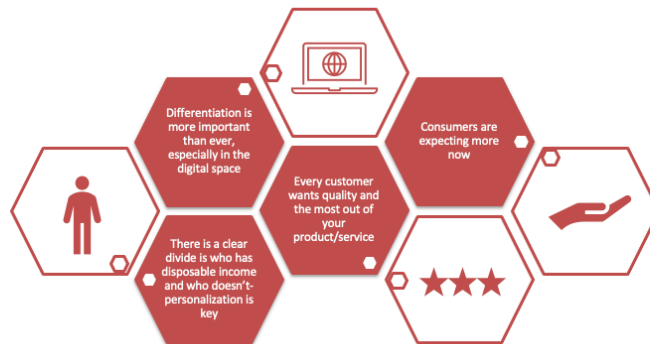 Differentiation is
more important
than ever,
especially in the
digital space
Consumers are
expecting more
now
Every customer
wants quality and
the most out of
your
product/service
There is a clear
divide is who has
disposable income
and who doesn't-
personalization is
key